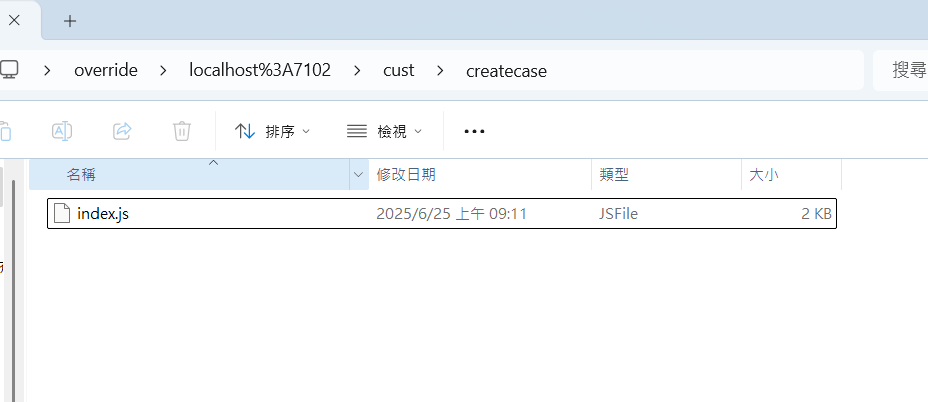 override > localhost%3A7102 > cust > createcase 搜尋
排序 檢視
名稱 修改日期 類型 大小
index.js 2025/6/25 上午 09:11 JSFile 2 KB